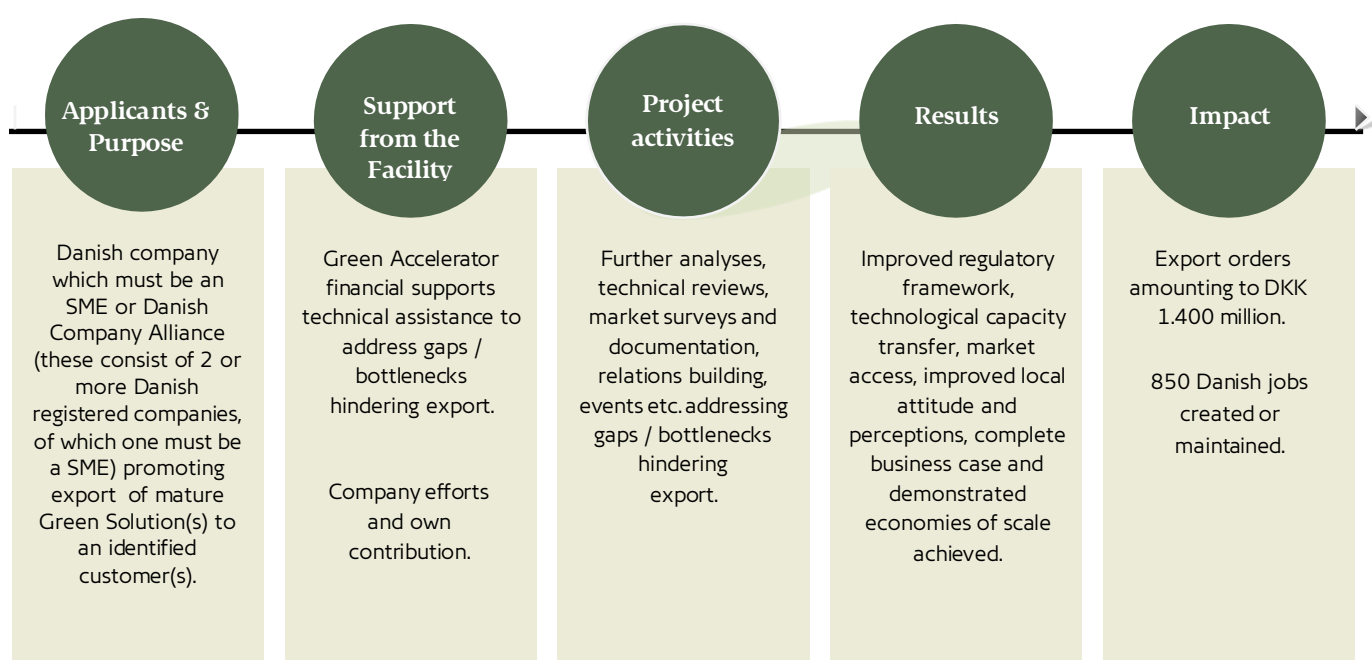 Applicants &
Purpose
Danish company
which must be an
SME or Danish
Company Alliance
(these consist of 2 or
more Danish
registered companies,
of which one must be
a SME) promoting
export of mature
Green Solution(s) to
an identified
customer(s).
Support
from the
Facility
Green Accelerator
financial supports
technical assistance to
address gaps /
bottlenecks
hindering export.
Company efforts
and own
contribution.
Project
activities
Further analyses,
technical reviews,
market surveys and
documentation,
relations building,
events etc. addressing
gaps / bottlenecks
hindering
export.
Results
Improved regulatory
framework,
technological capacity
transfer, market
access, improved local
attitude and
perceptions, complete
business case and
demonstrated
economies of scale
achieved.
Impact
Export orders
amounting to DKK
1.400 million.
850 Danish jobs
created or
maintained.